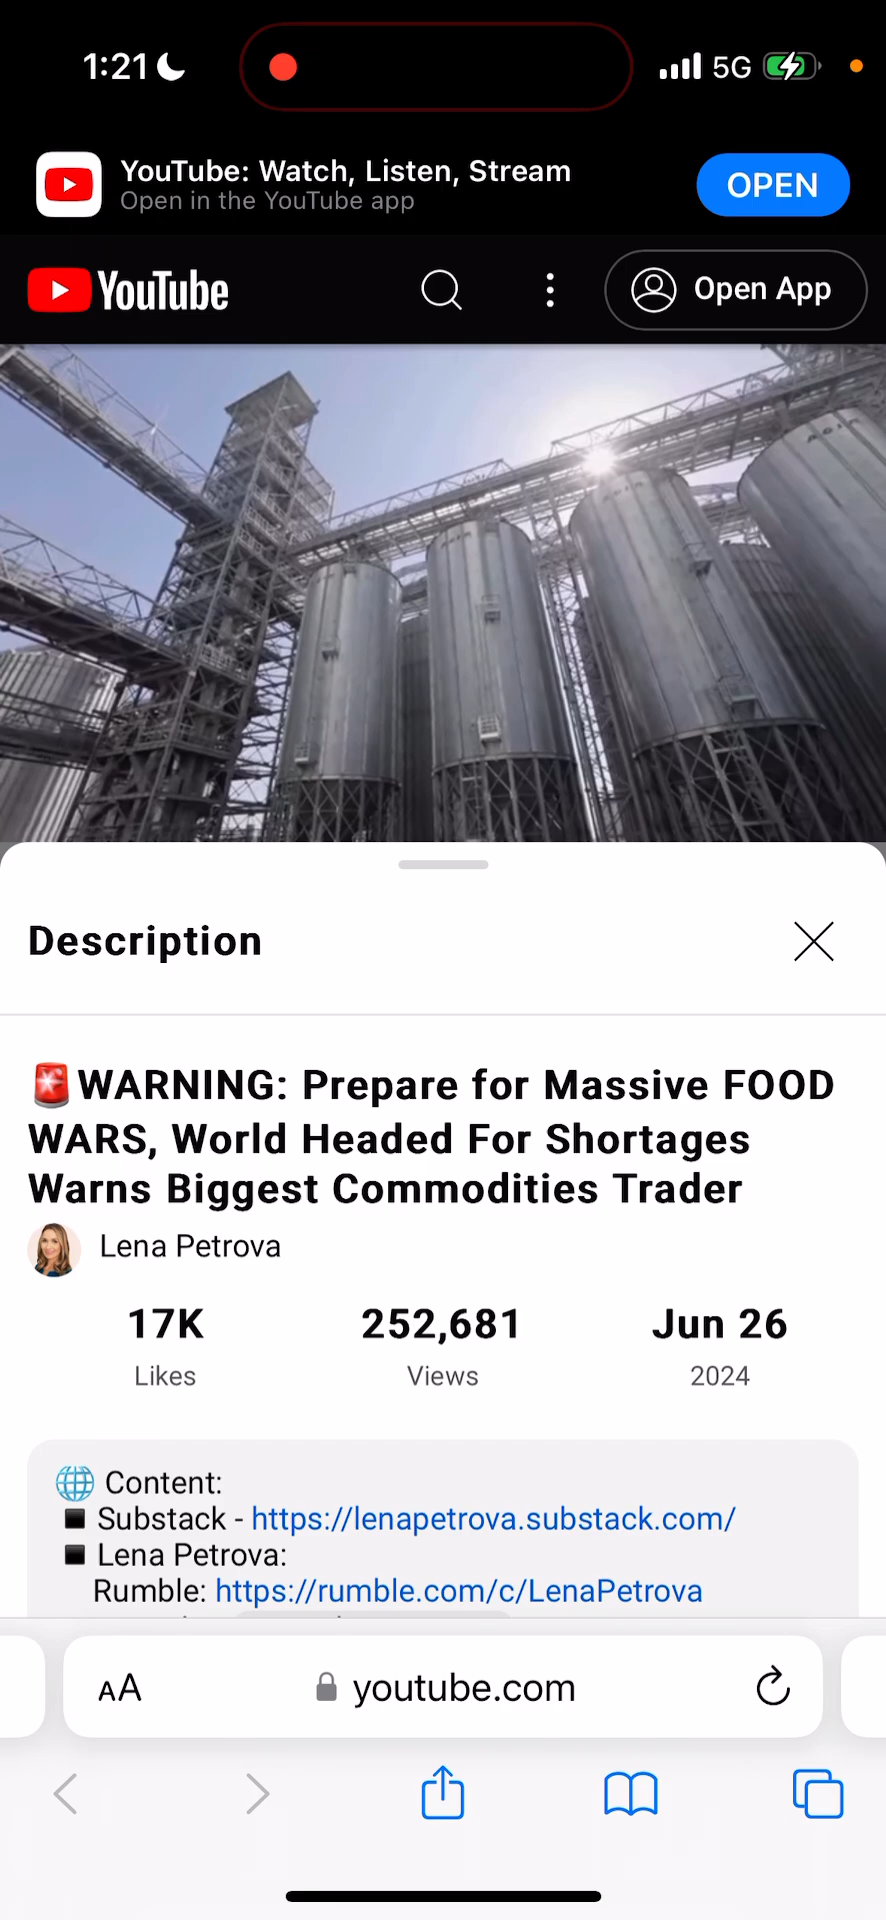 1:21
5G
YouTube: Watch, Listen, Stream
Open in the YouTube app
OPEN
YouTube
Open App
Description
🚨WARNING: Prepare for Massive FOOD
WARS, World Headed For Shortages
Warns Biggest Commodities Trader
Lena Petrova
17K
252,681
Jun 26
Likes
Views
2024
🌐 Content:
◾ Substack - https://lenapetrova.substack.com/
◾ Lena Petrova:
Rumble: https://rumble.com/c/LenaPetrova
AA
youtube.com